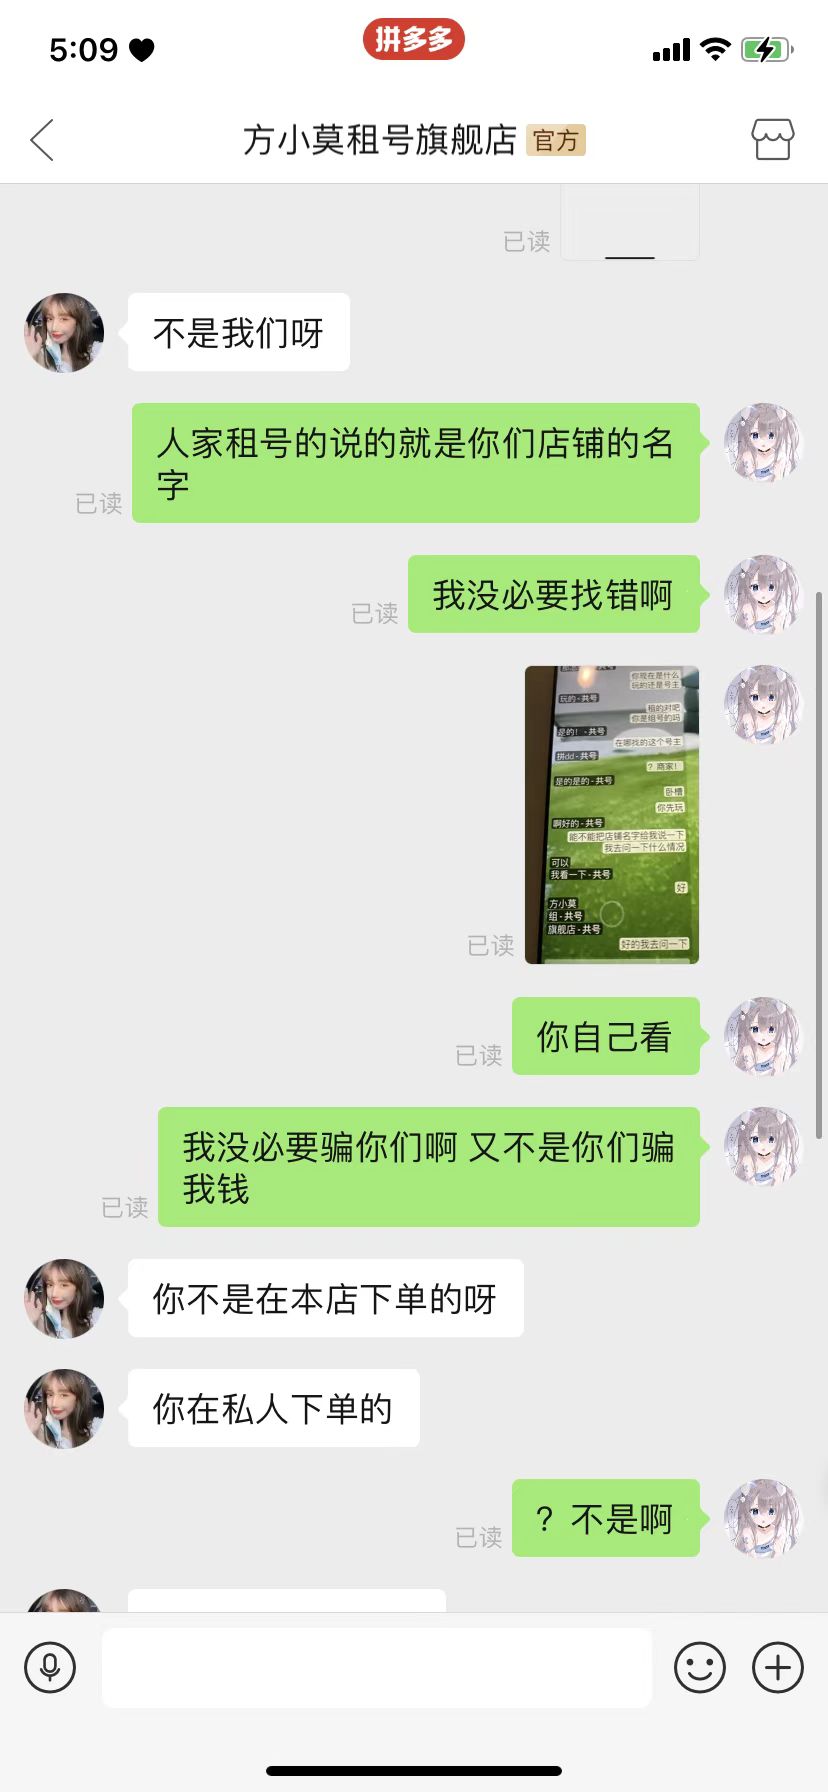 5:09
拼多多
方小莫租号旗舰店 官方
已读
不是我们呀
人家租号的说的就是你们店铺的名
字
已读
我没必要找错啊
已读
你现在是什么
玩的还是号主
玩的-共号
租的对吧
你是组号的吗
是的！-共号
在哪找的这个号主
拼dd-共号
？商家！
是的是的-共号
卧槽
你先玩
啊好的-共号
能不能把店铺名字给我说一下
我去问一下什么情况
可以
我看一下-共号
好
方小莫
组-共号
旗舰店-共号
好的我去问一下
已读
你自己看
已读
我没必要骗你们啊 又不是你们骗
我钱
已读
你不是在本店下单的呀
你在私人下单的
？不是啊
已读